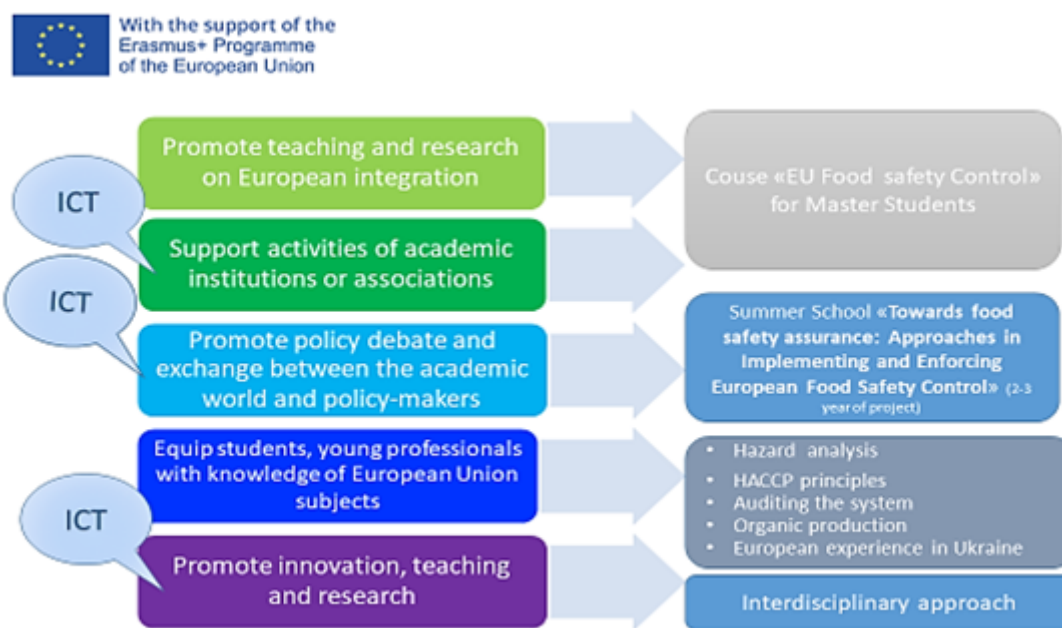 With the support of the
Erasmus+ Programme
of the European Union
Promote teaching and research
on European integration
Couse «EU Food safety Control»
for Master Students
ICT
Support activities of academic
institutions or associations
ICT
Promote policy debate and
exchange between the academic
world and policy-makers
Summer School «Towards food
safety assurance: Approaches in
Implementing and Enforcing
European Food Safety Control» (2-3
year of project)
Equip students, young professionals
with knowledge of European Union
subjects
• Hazard analysis
• HACCP principles
• Auditing the system
• Organic production
• European experience in Ukraine
ICT
Promote innovation, teaching
and research
Interdisciplinary approach